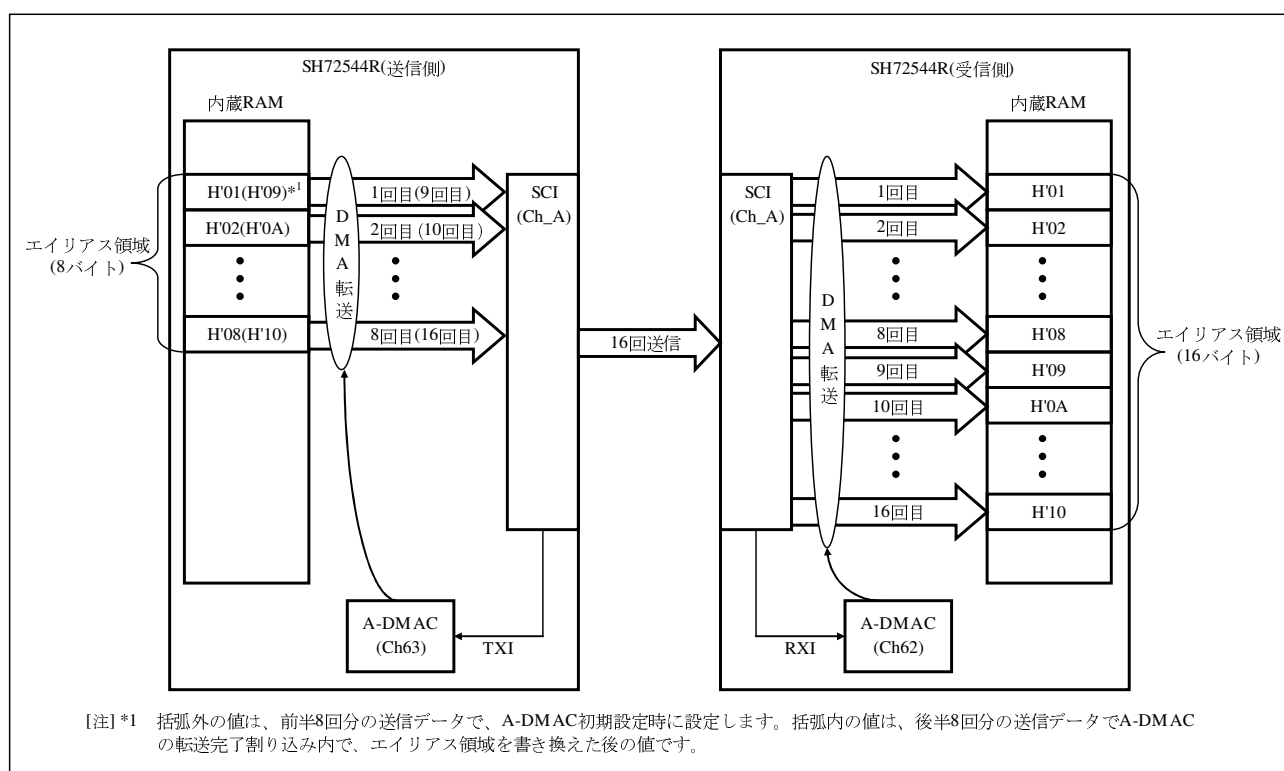 SH72544R(送信側)
内蔵RAM
エイリアス領域
(8バイト)
H'01(H'09)*1
H'02(H'0A)
H'08(H'10)
DMA転送
1回目(9回目)
2回目(10回目)
8回目(16回目)
SCI
(Ch_A)
A-DMAC
(Ch63)
TXI
16回送信
SH72544R(受信側)
内蔵RAM
SCI
(Ch_A)
DMA転送
1回目
2回目
8回目
9回目
10回目
16回目
H'01
H'02
H'08
H'09
H'0A
H'10
エイリアス領域
(16バイト)
RXI
A-DMAC
(Ch62)
[注] *1 括弧外の値は、前半8回分の送信データで、A-DMAC初期設定時に設定します。括弧内の値は、後半8回分の送信データでA-DMAC
の転送完了割り込み内で、エイリアス領域を書き換えた後の値です。